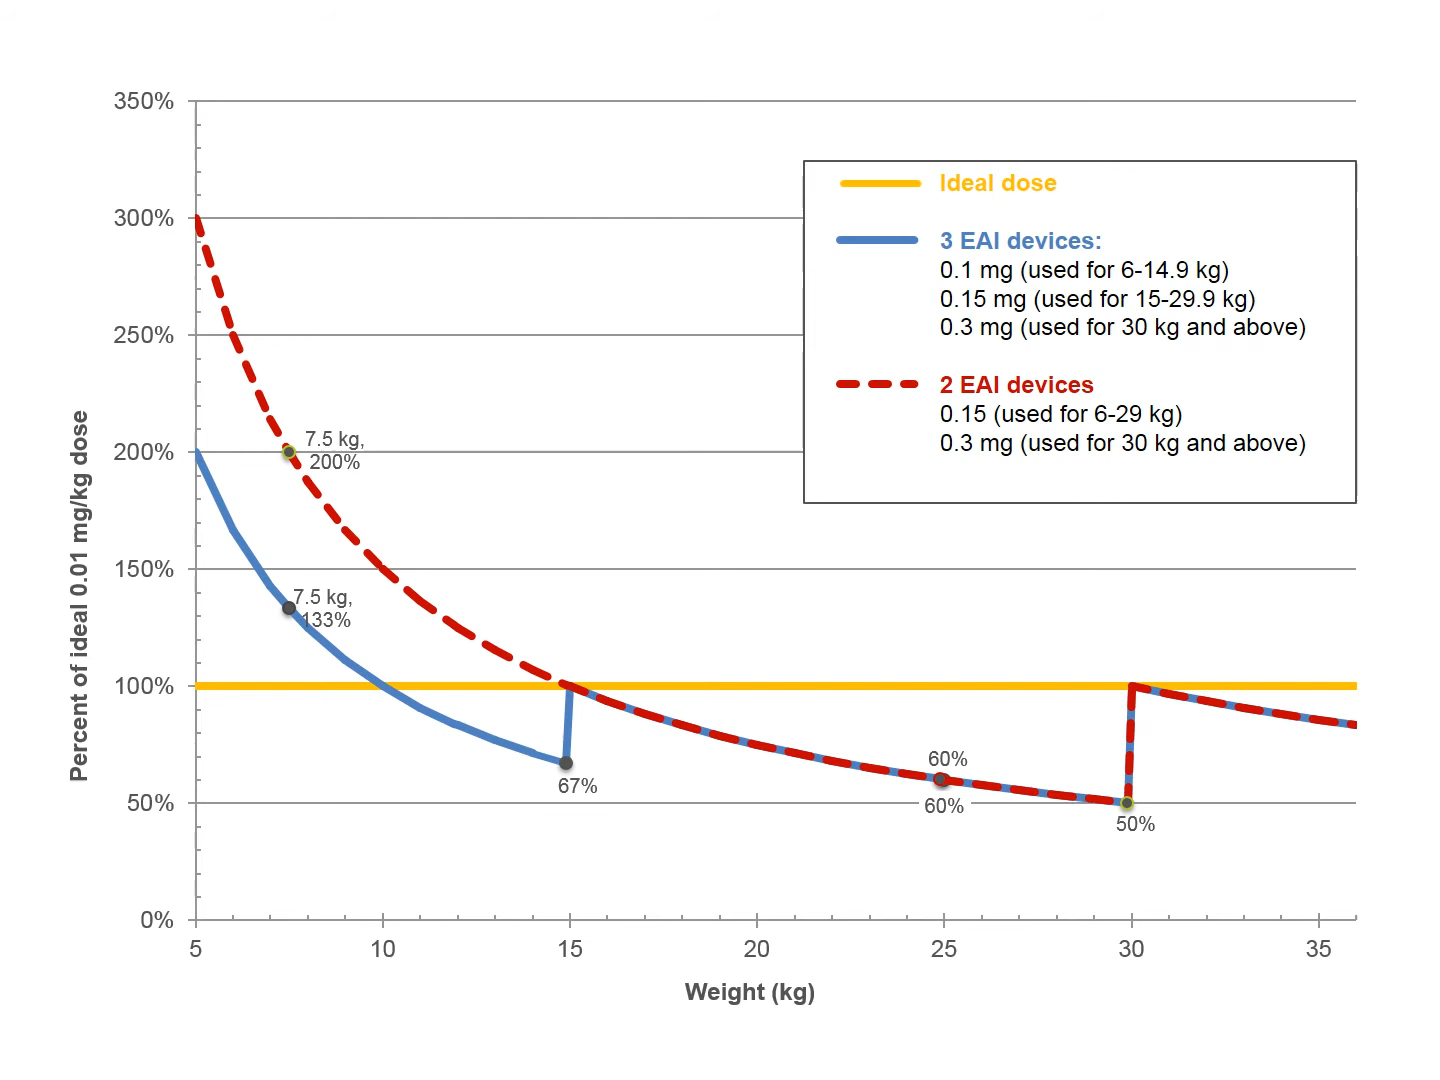 350%
300%
250%
200%
150%
100%
50%
0%
Percent of ideal 0.01 mg/kg dose
5
10
15
20
25
30
35
Weight (kg)
Ideal dose
3 EAI devices:
0.1 mg (used for 6-14.9 kg)
0.15 mg (used for 15-29.9 kg)
0.3 mg (used for 30 kg and above)
2 EAI devices
0.15 (used for 6-29 kg)
0.3 mg (used for 30 kg and above)
7.5 kg,
200%
7.5 kg,
133%
67%
60%
60%
50%